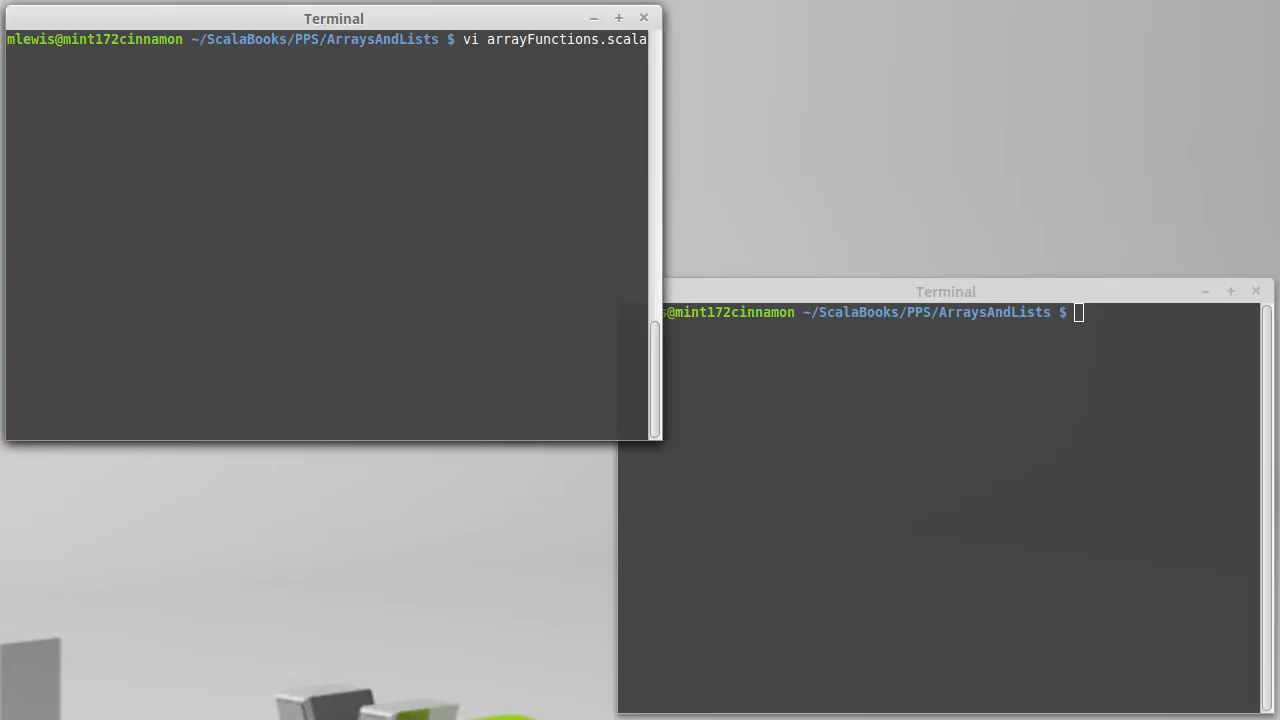 Terminal
mlewis@mint172cinnamon ~/ScalaBooks/PPS/ArraysAndLists $ vi arrayFunctions.scala
Terminal
s@mint172cinnamon ~/ScalaBooks/PPS/ArraysAndLists $